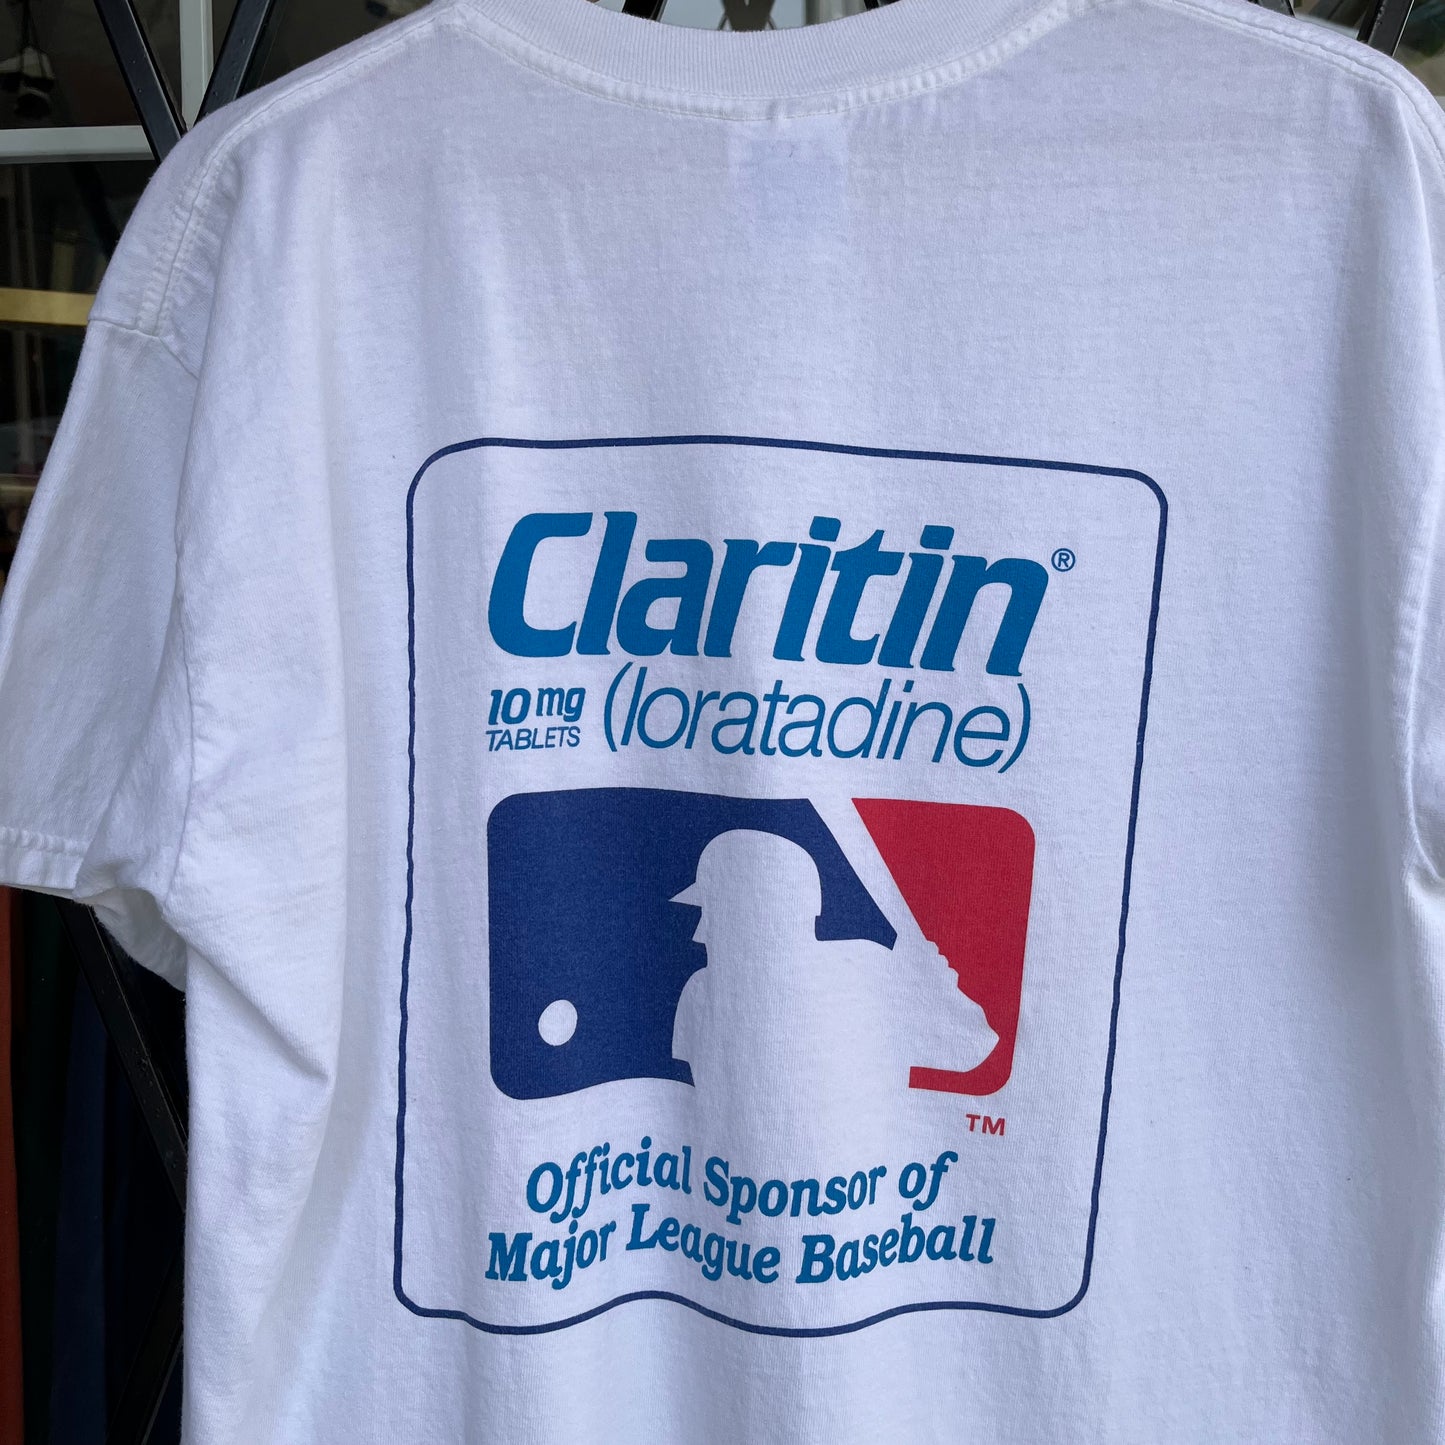 Claritin®
10 mg (loratadine)
TABLETS
TM
Official Sponsor of
Major League Baseball